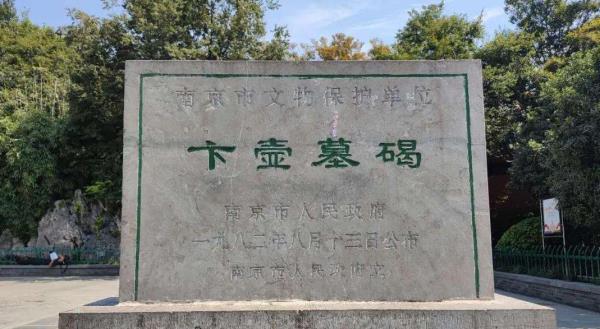 南京市文物保护单位
卞壶墓碣
南京市人民政府
一九八二年八月十三日公布
南京市人民政府立